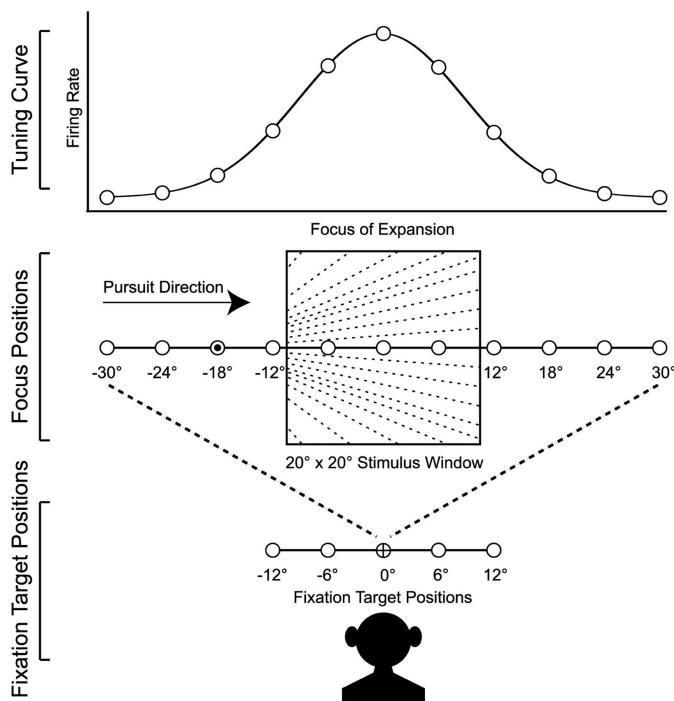 Tuning Curve
Firing Rate
Focus of Expansion
Focus Positions
Pursuit Direction
-30° -24° -18° -12° 12° 18° 24° 30°
20° x 20° Stimulus Window
Fixation Target Positions
-12° -6° 0° 6° 12°
Fixation Target Positions